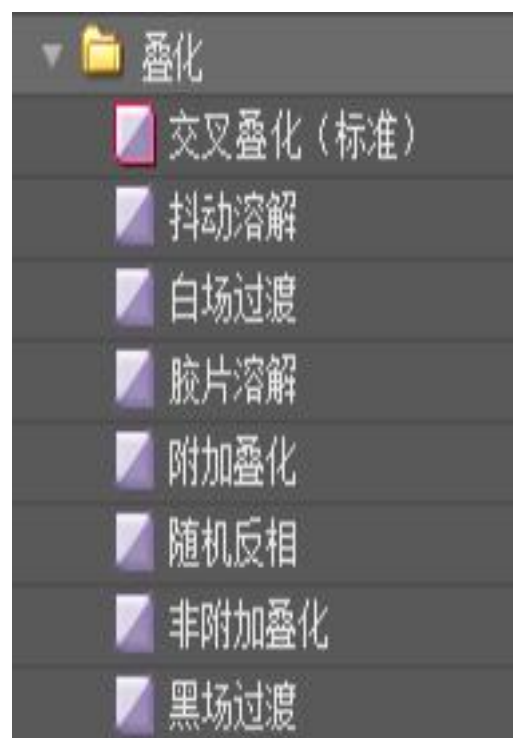 叠化
交叉叠化（标准）
抖动溶解
白场过渡
胶片溶解
附加叠化
随机反相
非附加叠化
黑场过渡